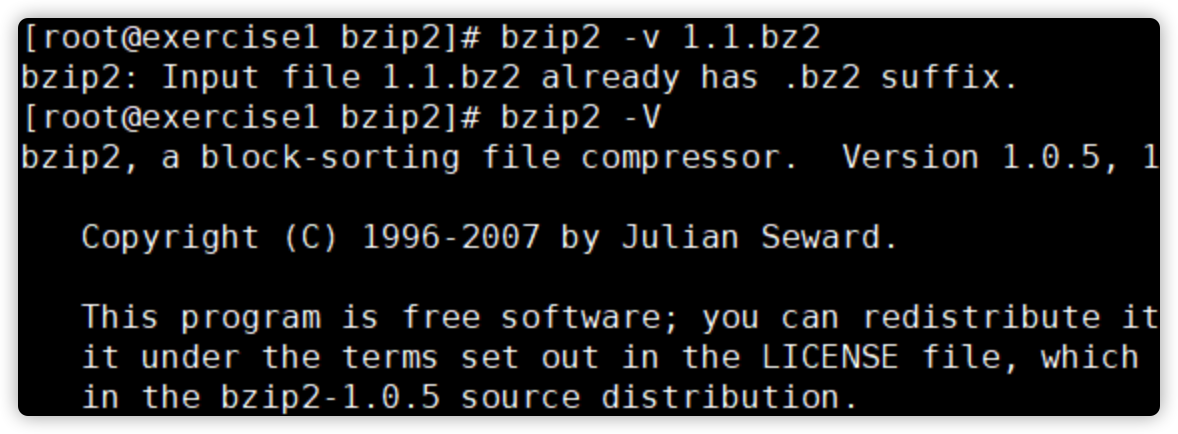 [root@exercise1 bzip2]# bzip2 -v 1.1.bz2
bzip2: Input file 1.1.bz2 already has .bz2 suffix.
[root@exercise1 bzip2]# bzip2 -V
bzip2, a block-sorting file compressor.  Version 1.0.5, 1
Copyright (C) 1996-2007 by Julian Seward.
This program is free software; you can redistribute it
it under the terms set out in the LICENSE file, which
in the bzip2-1.0.5 source distribution.